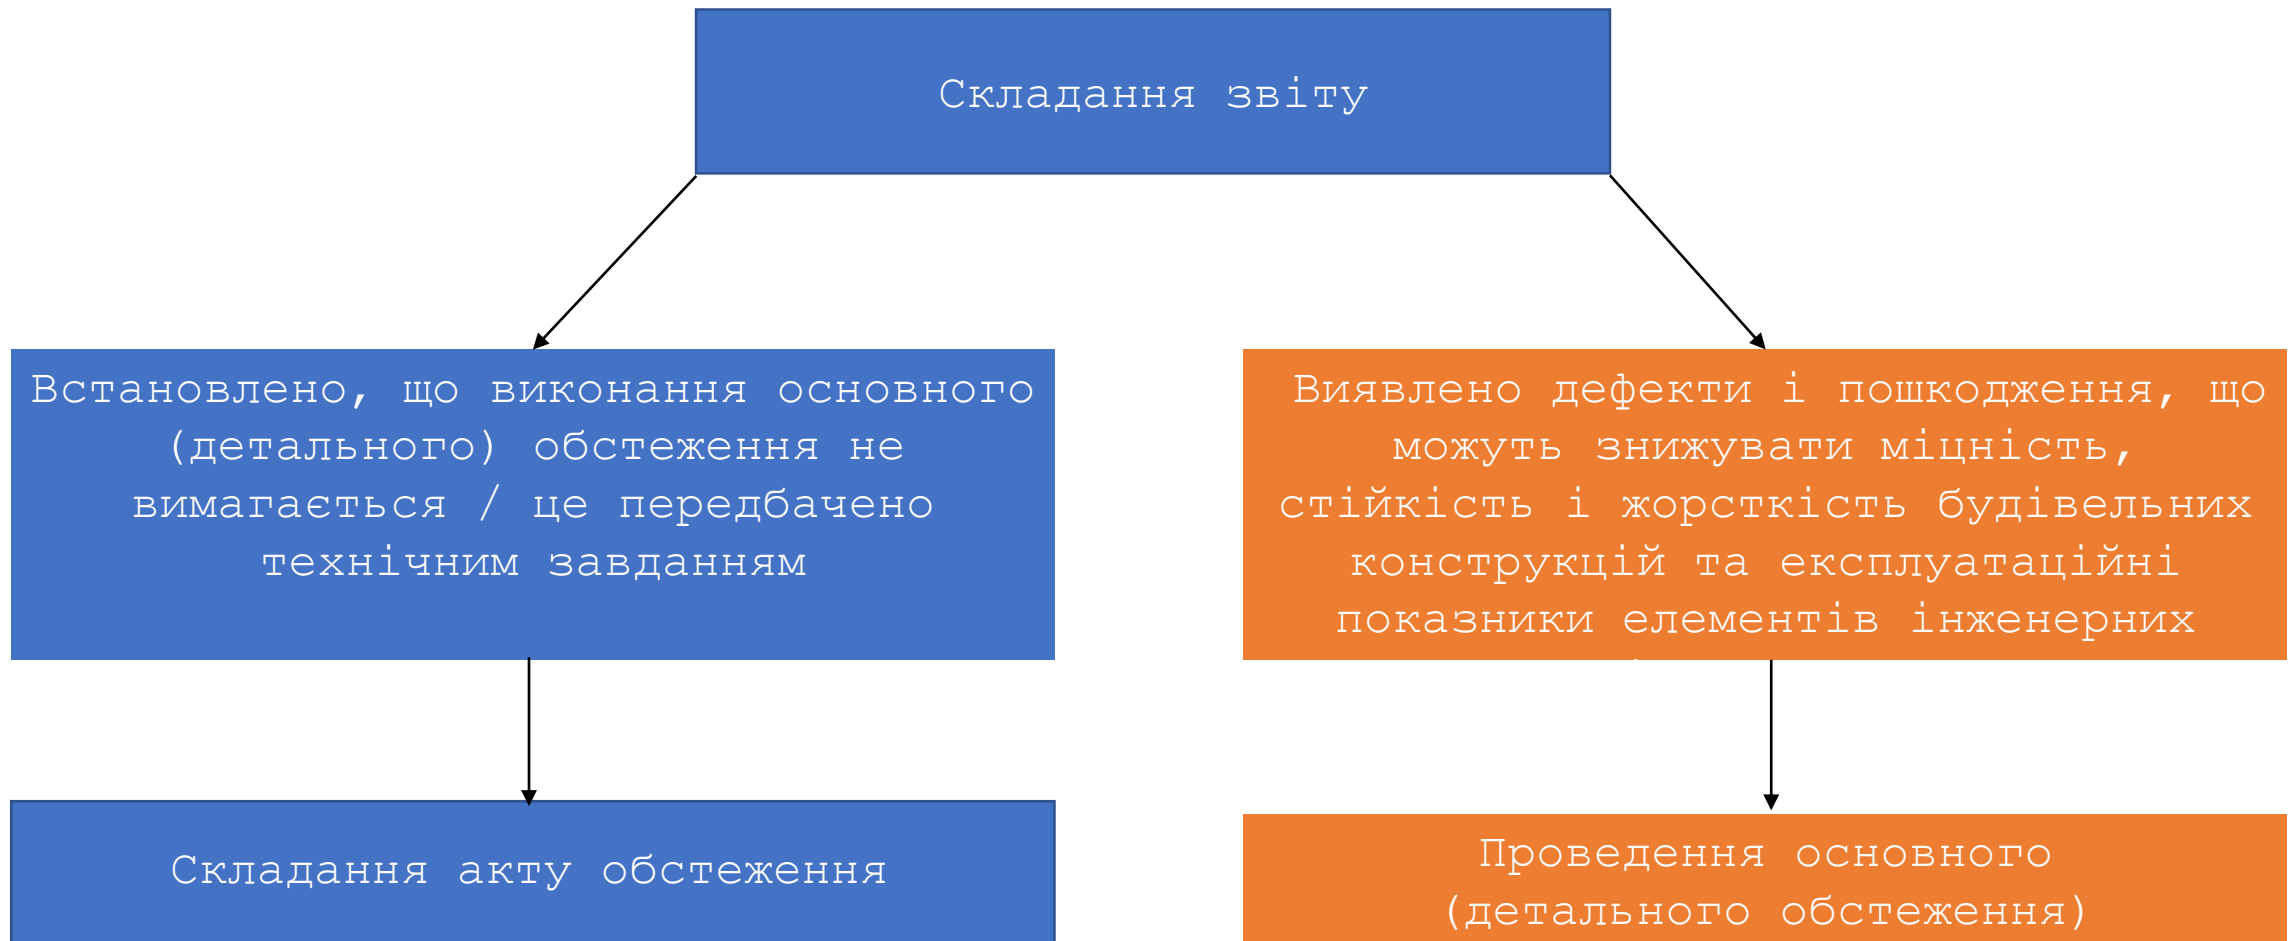 Складання звіту
Встановлено, що виконання основного
(детального) обстеження не
вимагається / це передбачено
технічним завданням
Виявлено дефекти і пошкодження, що
можуть знижувати міцність,
стійкість і жорсткість будівельних
конструкцій та експлуатаційні
показники елементів інженерних
Складання акту обстеження
Проведення основного
(детального обстеження)